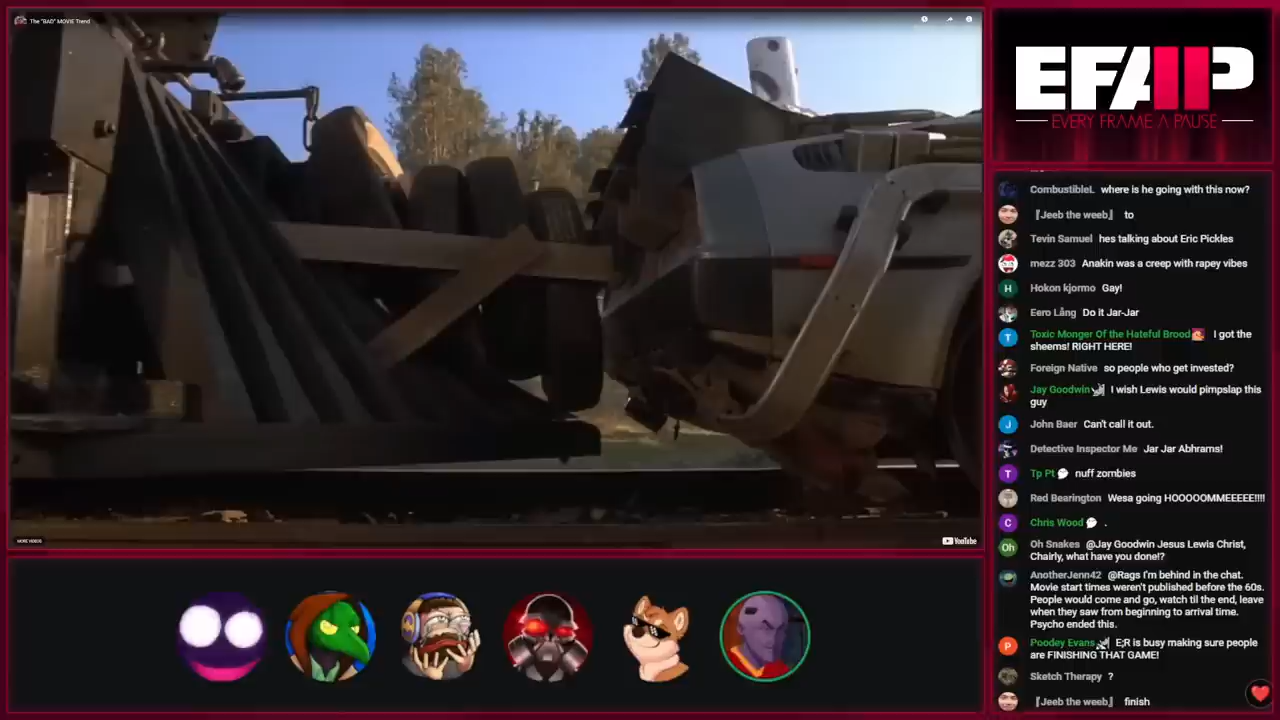 The "BAD" MOVIE Trend
MORE VIDEOS
YouTube
EFAP
EVERY FRAME A PAUSE
CombustibleL where is he going with this now?
『Jeeb the weeb』 to
Tevin Samuel hes talking about Eric Pickles
mezz 303 Anakin was a creep with rapey vibes
H
Hokon kjormo Gay!
Eero Lång Do it Jar-Jar
T
Toxic Monger Of the Hateful Brood I got the
sheems! RIGHT HERE!
Foreign Native so people who get invested?
Jay Goodwin I wish Lewis would pimpslap this
guy
J
John Baer Can't call it out.
Detective Inspector Me Jar Jar Abhrams!
T
Tp Pt nuff zombies
Red Bearington Wesa going HOOOOMMEEEEE!!!!
C
Chris Wood .
Oh
Oh Snakes @Jay Goodwin Jesus Lewis Christ,
Chairly, what have you done!?
AnotherJenn42 @Rags I'm behind in the chat.
Movie start times weren't published before the 60s.
People would come and go, watch til the end, leave
when they saw from beginning to arrival time.
Psycho ended this.
Poodey Evans E;R is busy making sure people
are FINISHING THAT GAME!
Sketch Therapy ?
『Jeeb the weeb』 finish